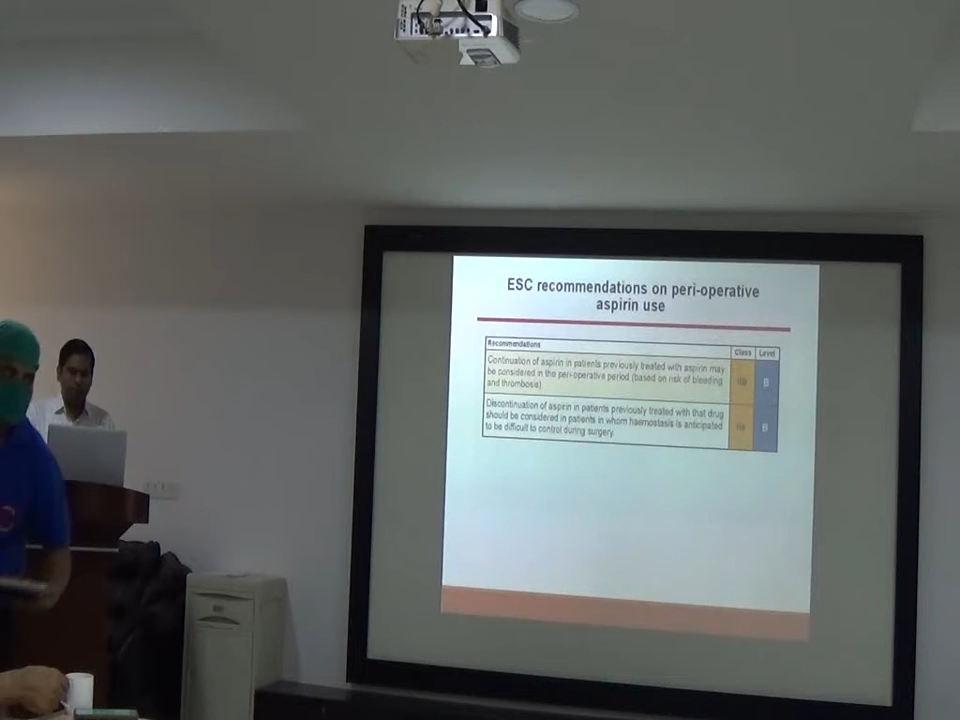 ESC recommendations on peri-operative
aspirin use
Recommendations Class Level
Continuation of aspirin in patients previously treated with aspirin may
be considered in the peri-operative period (based on risk of bleeding
and thrombosis)
IIb B
Discontinuation of aspirin in patients previously treated with that drug
should be considered in patients in whom haemostasis is anticipated
to be difficult to control during surgery.
IIa B